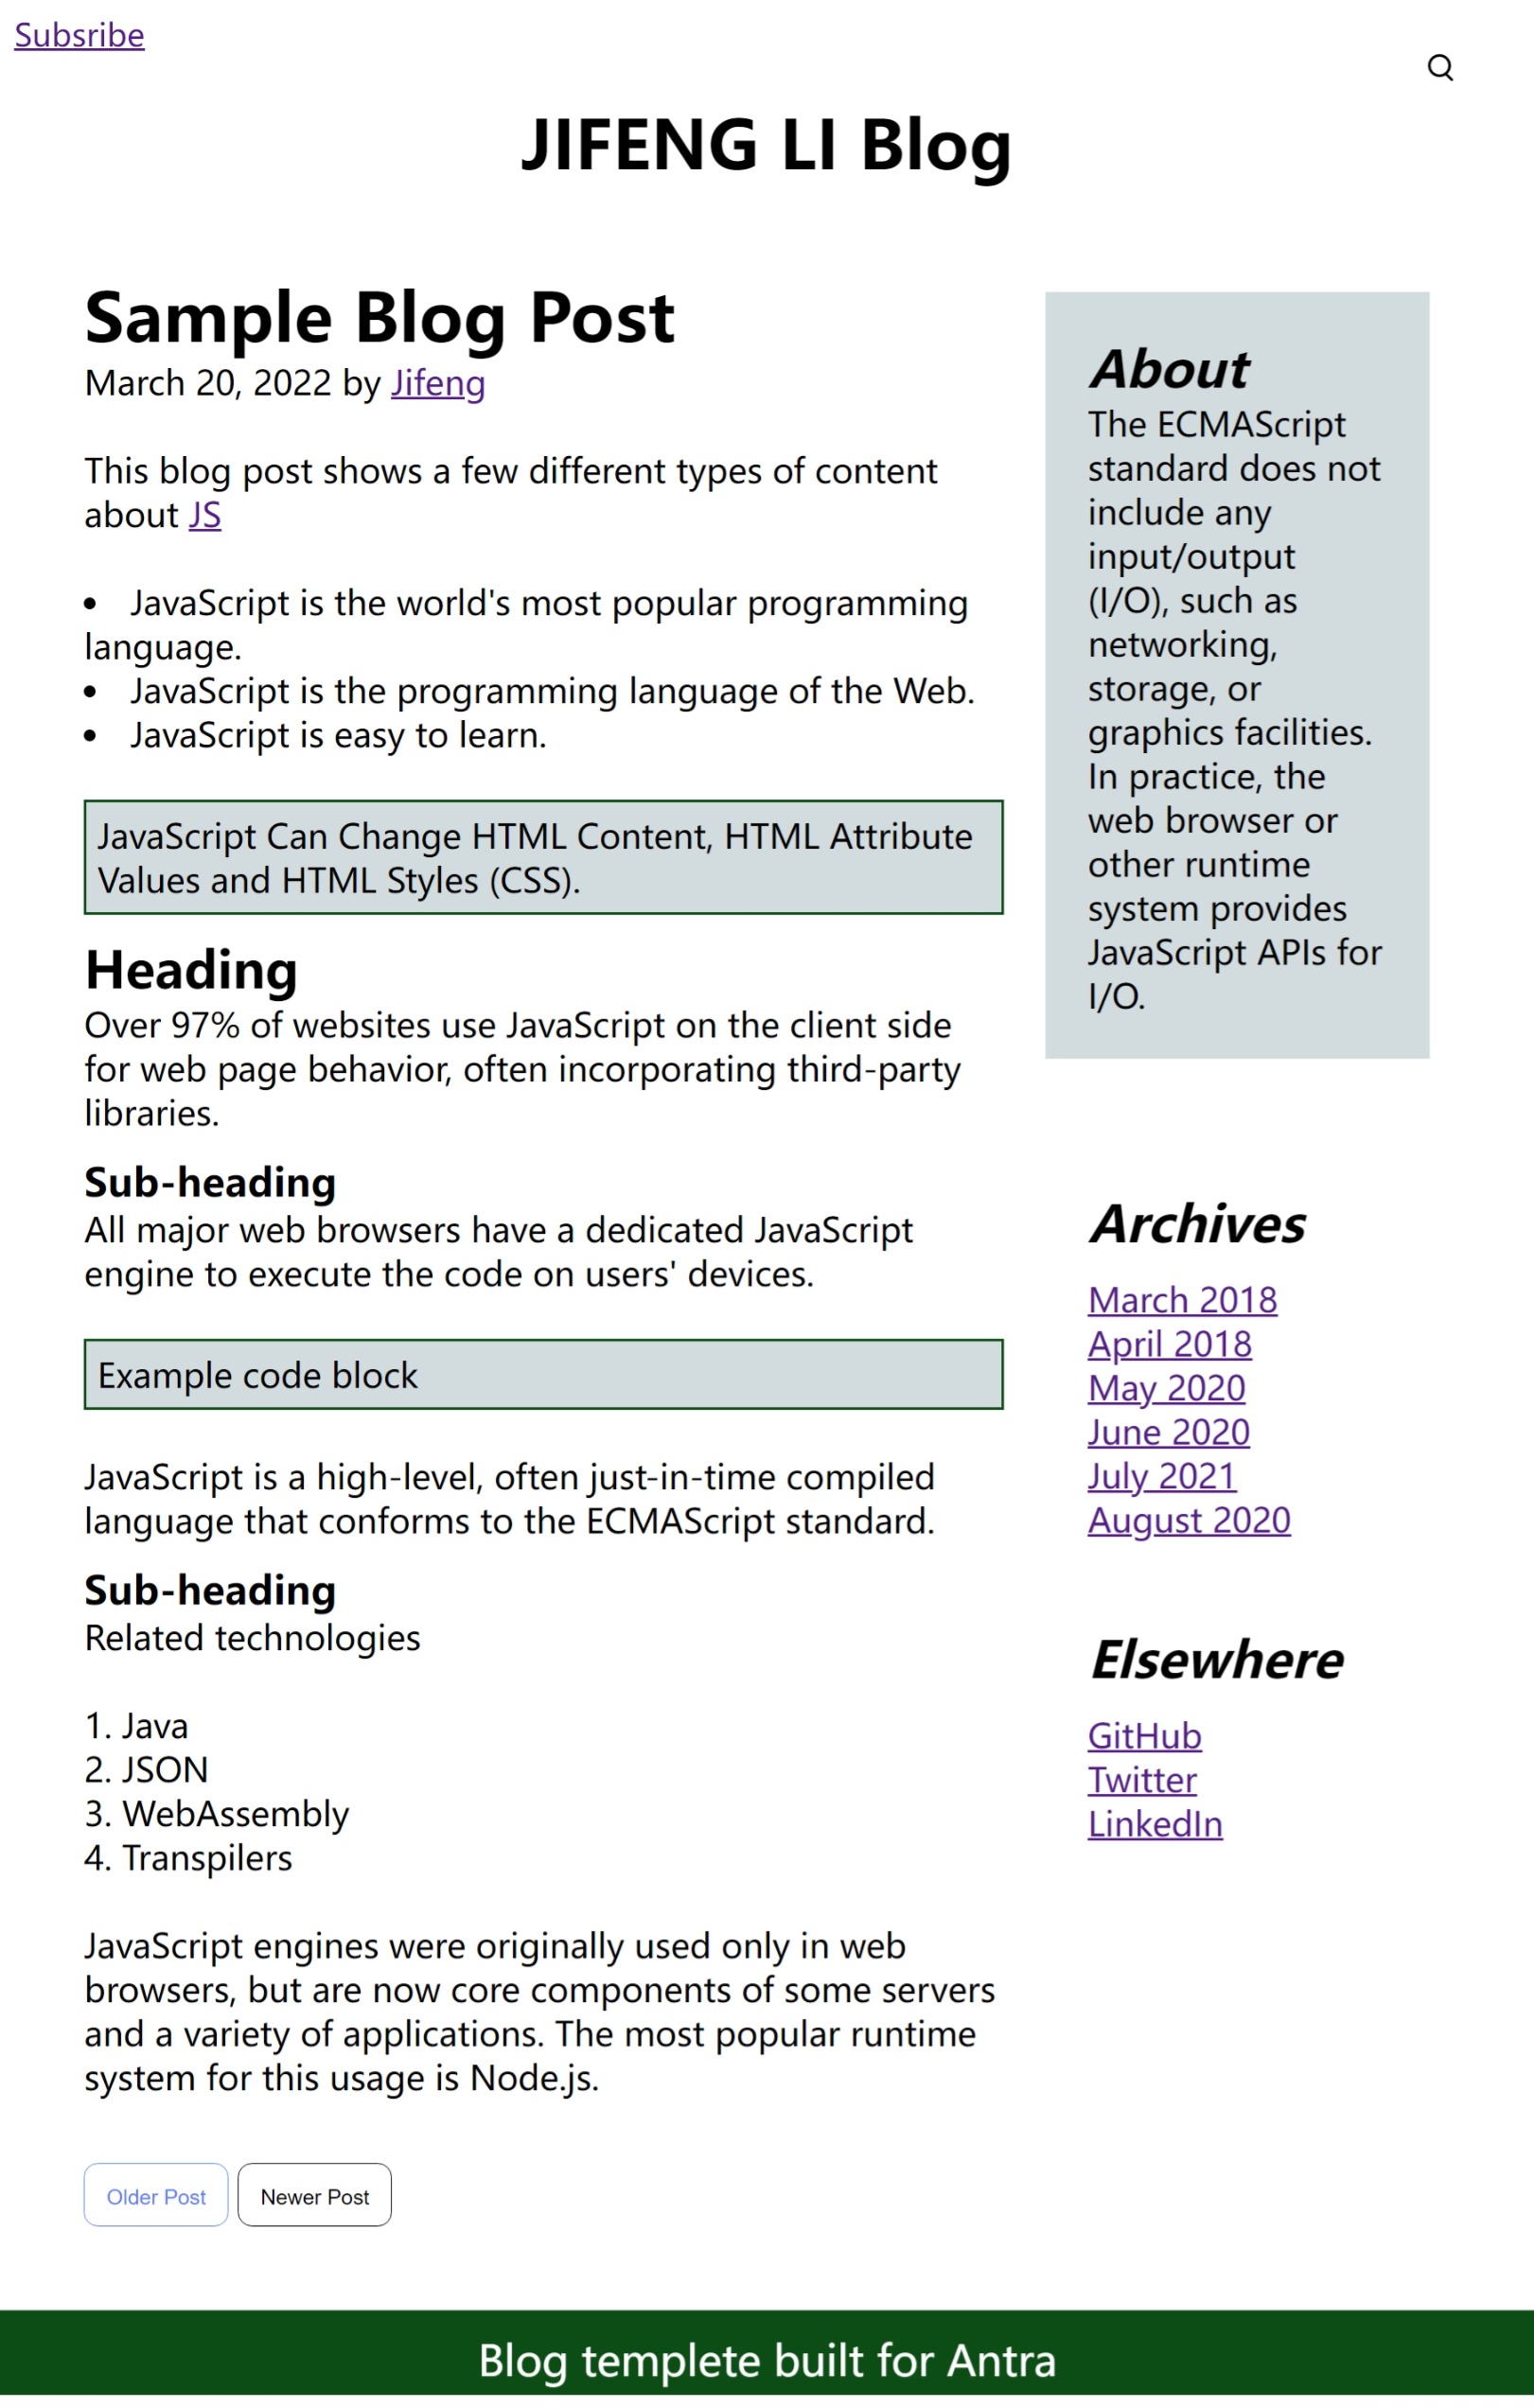 Subsribe
JIFENG LI Blog
Sample Blog Post
March 20, 2022 by Jifeng
This blog post shows a few different types of content
about JS
• JavaScript is the world's most popular programming
language.
• JavaScript is the programming language of the Web.
• JavaScript is easy to learn.
JavaScript Can Change HTML Content, HTML Attribute
Values and HTML Styles (CSS).
Heading
Over 97% of websites use JavaScript on the client side
for web page behavior, often incorporating third-party
libraries.
Sub-heading
All major web browsers have a dedicated JavaScript
engine to execute the code on users' devices.
Example code block
JavaScript is a high-level, often just-in-time compiled
language that conforms to the ECMAScript standard.
Sub-heading
Related technologies
1. Java
2. JSON
3. WebAssembly
4. Transpilers
JavaScript engines were originally used only in web
browsers, but are now core components of some servers
and a variety of applications. The most popular runtime
system for this usage is Node.js.
Older Post
Newer Post
About
The ECMAScript
standard does not
include any
input/output
(I/O), such as
networking,
storage, or
graphics facilities.
In practice, the
web browser or
other runtime
system provides
JavaScript APIs for
I/O.
Archives
March 2018
April 2018
May 2020
June 2020
July 2021
August 2020
Elsewhere
GitHub
Twitter
LinkedIn
Blog templete built for Antra